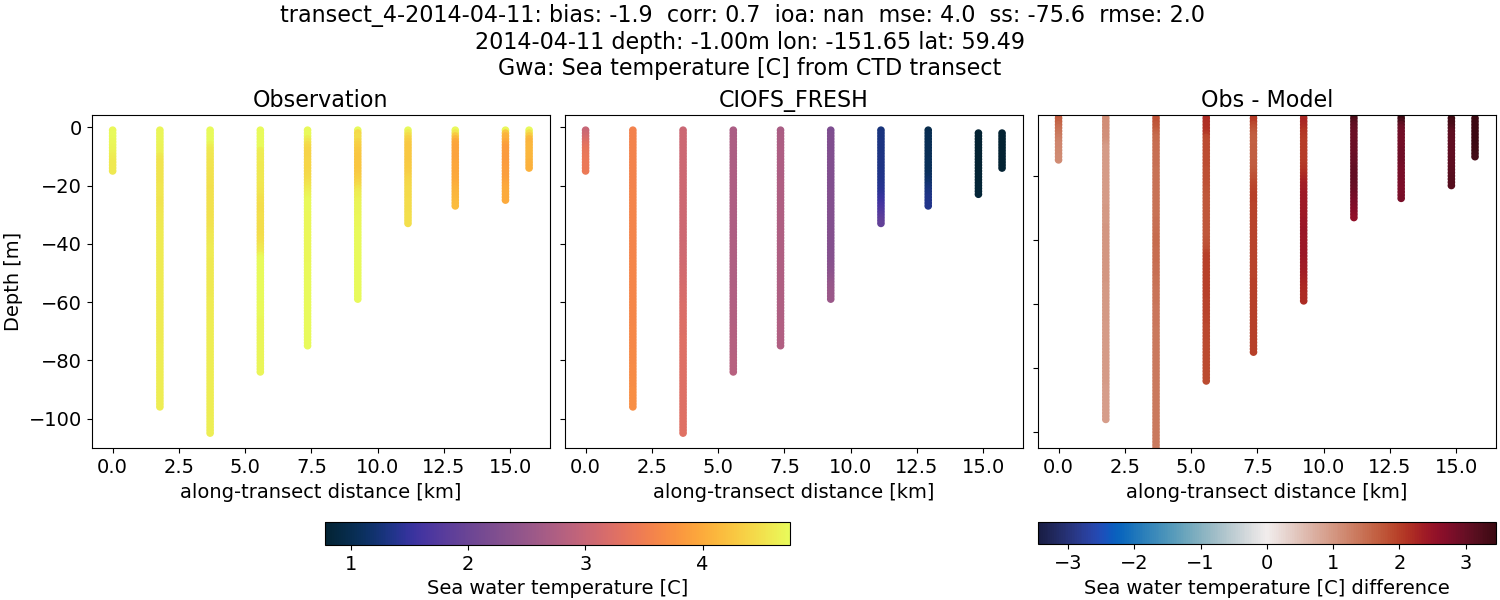 transect_4-2014-04-11: bias: -1.9  corr: 0.7  ioa: nan  mse: 4.0  ss: -75.6  rmse: 2.0
2014-04-11 depth: -1.00m lon: -151.65 lat: 59.49
Gwa: Sea temperature [C] from CTD transect
Observation
CIOFS_FRESH
Obs - Model
Depth [m]
0
−20
−40
−60
−80
−100
0.0 2.5 5.0 7.5 10.0 12.5 15.0
0.0 2.5 5.0 7.5 10.0 12.5 15.0
0.0 2.5 5.0 7.5 10.0 12.5 15.0
along-transect distance [km]
along-transect distance [km]
along-transect distance [km]
1 2 3 4
Sea water temperature [C]
−3 −2 −1 0 1 2 3
Sea water temperature [C] difference